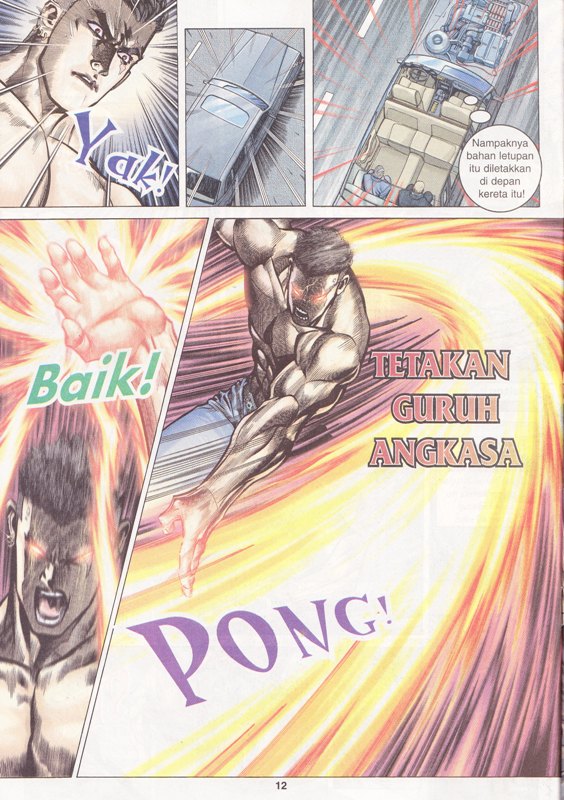 Yak!
Nampaknya
bahan letupan
itu diletakkan
di depan
kereta itu!
Baik!
TETAKAN
GURUH
ANGKASA
PONG!
12